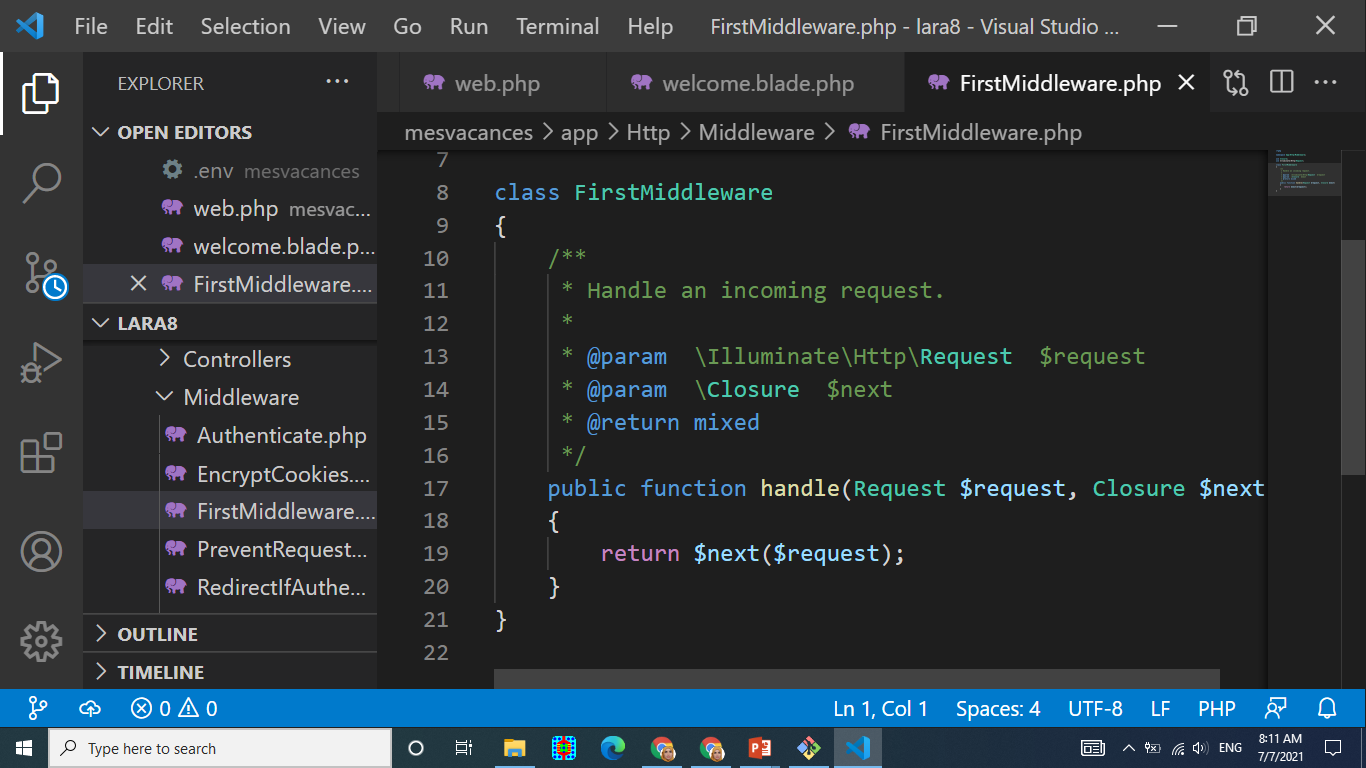 File Edit Selection View Go Run Terminal Help FirstMiddleware.php - lara8 - Visual Studio ...
EXPLORER
OPEN EDITORS
.env mesvacances
web.php mesvac...
welcome.blade.p...
FirstMiddleware....
LARA8
Controllers
Middleware
Authenticate.php
EncryptCookies....
FirstMiddleware....
PreventRequest...
RedirectIfAuthe...
OUTLINE
TIMELINE
web.php welcome.blade.php FirstMiddleware.php
mesvacances > app > Http > Middleware > FirstMiddleware.php
7
8 class FirstMiddleware
9 {
10 /**
11 * Handle an incoming request.
12 *
13 * @param \Illuminate\Http\Request $request
14 * @param \Closure $next
15 * @return mixed
16 */
17 public function handle(Request $request, Closure $next
18 {
19 return $next($request);
20 }
21 }
22
0 0 Ln 1, Col 1 Spaces: 4 UTF-8 LF PHP
Type here to search ENG 8:11 AM
7/7/2021